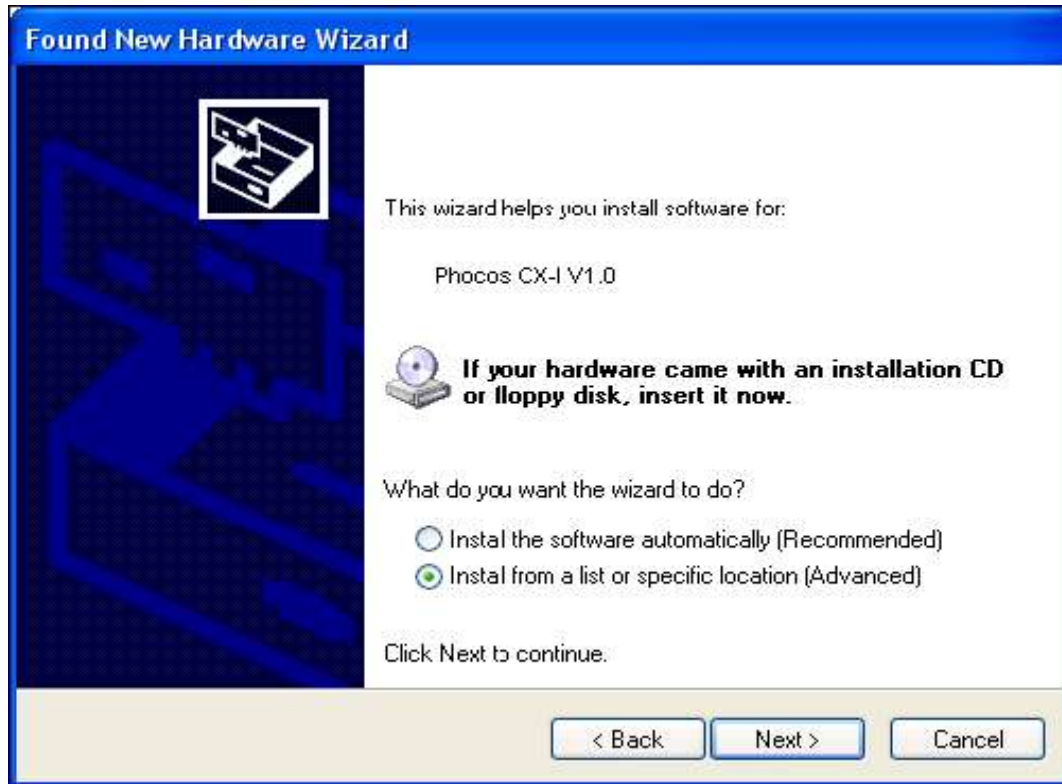 Found New Hardware Wizard
This wizard helps you install software for:
Phocos CX-I V1.0
If your hardware came with an installation CD
or floppy disk, insert it now.
What do you want the wizard to do?
Install the software automatically (Recommended)
Install from a list or specific location (Advanced)
Click Next to continue.
< Back
Next >
Cancel